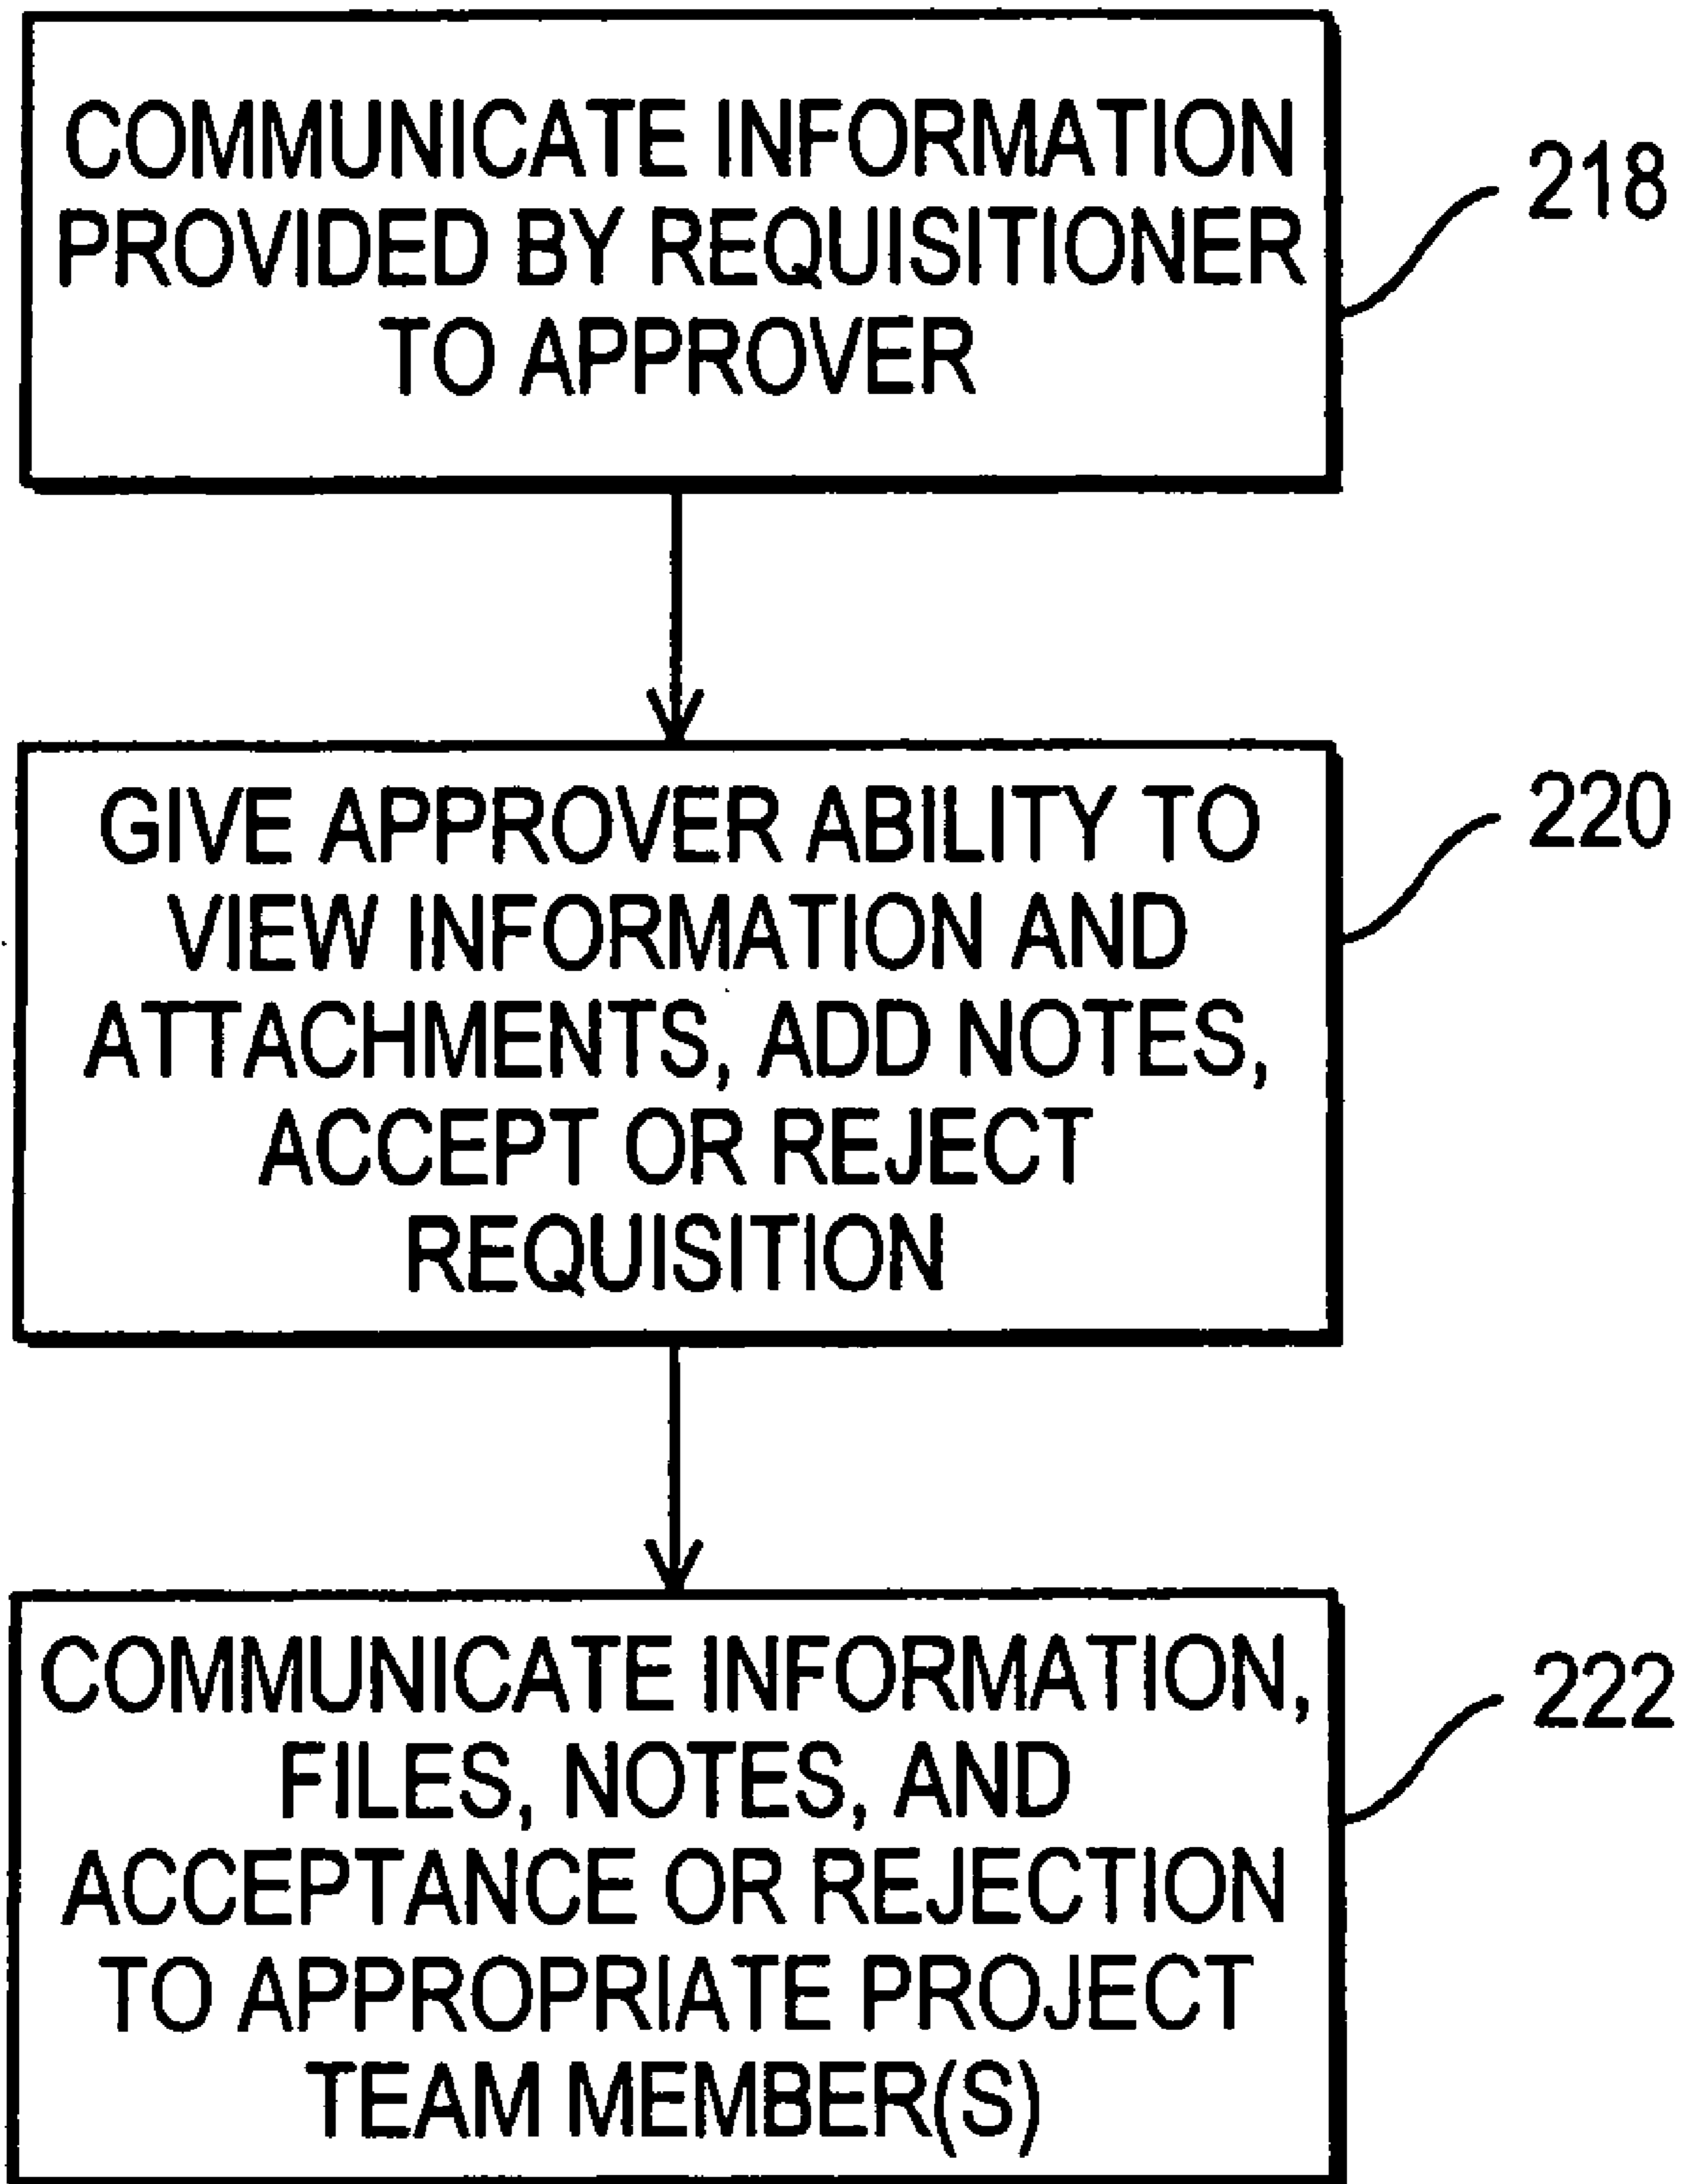 COMMUNICATE INFORMATION
PROVIDED BY REQUISITIONER
TO APPROVER
218
GIVE APPROVER ABILITY TO
VIEW INFORMATION AND
ATTACHMENTS, ADD NOTES,
ACCEPT OR REJECT
REQUISITION
220
COMMUNICATE INFORMATION,
FILES, NOTES, AND
ACCEPTANCE OR REJECTION
TO APPROPRIATE PROJECT
TEAM MEMBER(S)
222